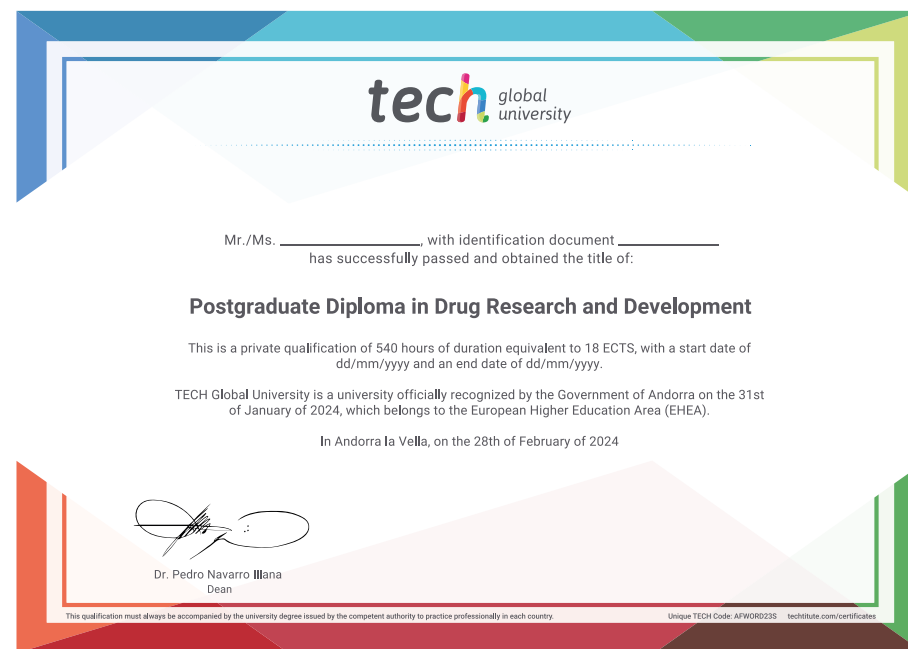 tech global university
Mr./Ms. ____________________, with identification document ______________
has successfully passed and obtained the title of:
Postgraduate Diploma in Drug Research and Development
This is a private qualification of 540 hours of duration equivalent to 18 ECTS, with a start date of
dd/mm/yyyy and an end date of dd/mm/yyyy.
TECH Global University is a university officially recognized by the Government of Andorra on the 31st
of January of 2024, which belongs to the European Higher Education Area (EHEA).
In Andorra la Vella, on the 28th of February of 2024
Dr. Pedro Navarro Illana
Dean
This qualification must always be accompanied by the university degree issued by the competent authority to practice professionally in each country.
Unique TECH Code: AFWORD23S techtitute.com/certificates